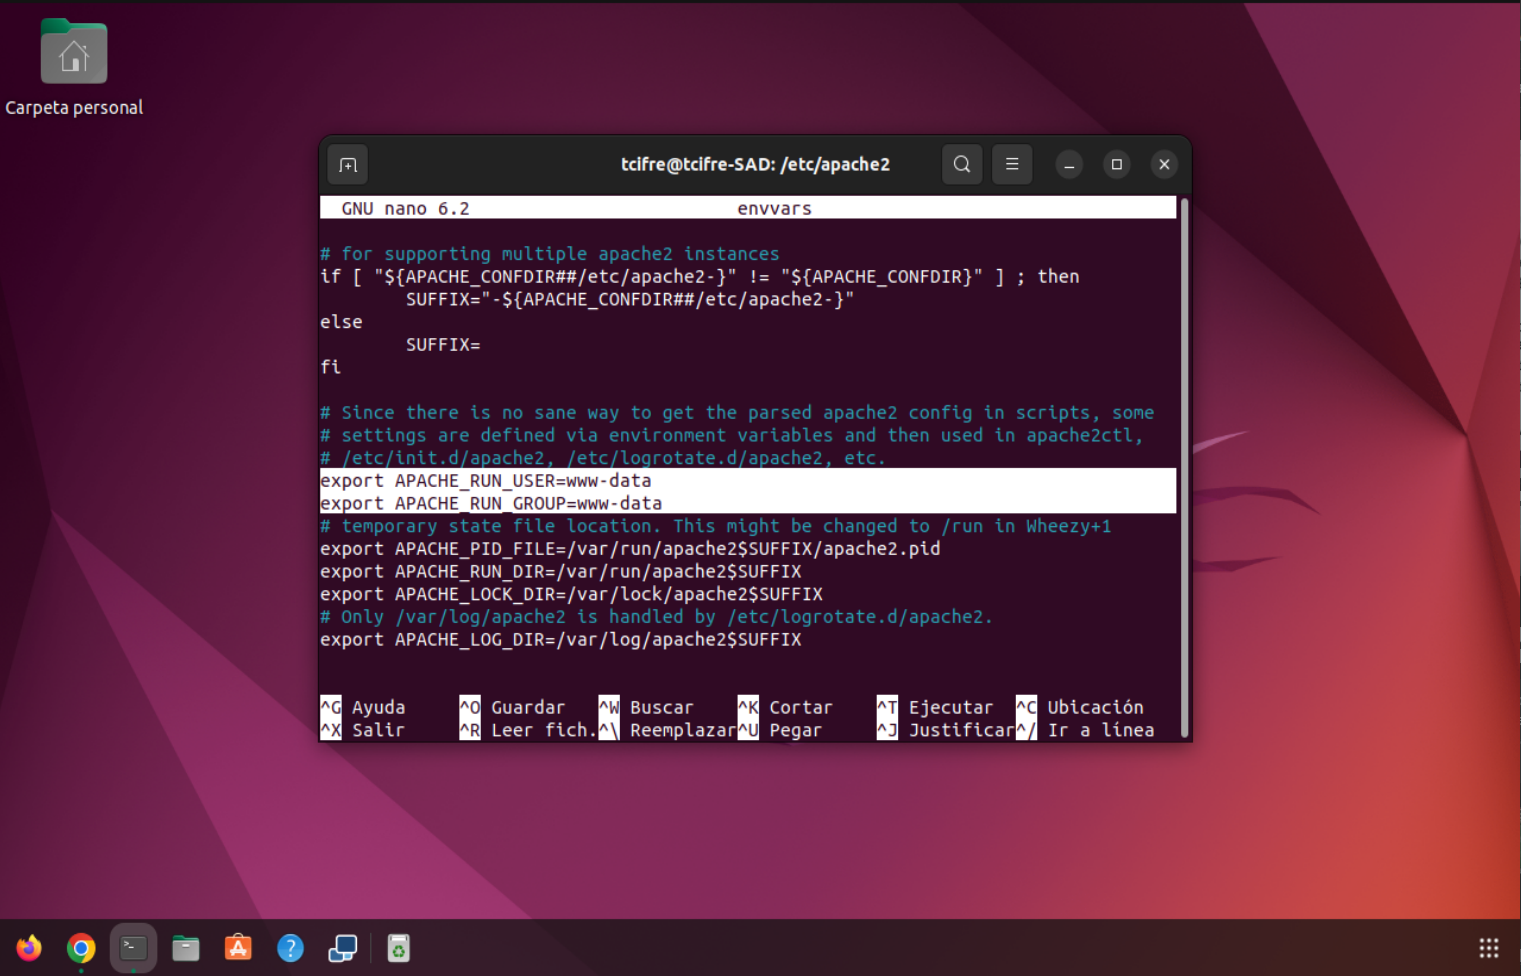 Carpeta personal
tcifre@tcifre-SAD: /etc/apache2
GNU nano 6.2 envvars
# for supporting multiple apache2 instances
if [ "${APACHE_CONFDIR##/etc/apache2-}" != "${APACHE_CONFDIR}" ] ; then
        SUFFIX="-${APACHE_CONFDIR##/etc/apache2-}"
else
        SUFFIX=
fi
# Since there is no sane way to get the parsed apache2 config in scripts, some
# settings are defined via environment variables and then used in apache2ctl,
# /etc/init.d/apache2, /etc/logrotate.d/apache2, etc.
export APACHE_RUN_USER=www-data
export APACHE_RUN_GROUP=www-data
# temporary state file location. This might be changed to /run in Wheezy+1
export APACHE_PID_FILE=/var/run/apache2$SUFFIX/apache2.pid
export APACHE_RUN_DIR=/var/run/apache2$SUFFIX
export APACHE_LOCK_DIR=/var/lock/apache2$SUFFIX
# Only /var/log/apache2 is handled by /etc/logrotate.d/apache2.
export APACHE_LOG_DIR=/var/log/apache2$SUFFIX
^G Ayuda ^O Guardar ^W Buscar ^K Cortar ^T Ejecutar ^C Ubicación
^X Salir ^R Leer fich. ^\ Reemplazar ^U Pegar ^J Justificar ^/ Ir a línea